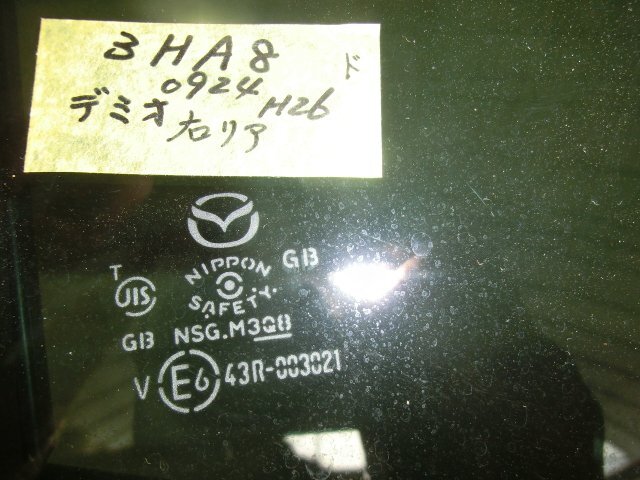 3HA8
ド
0924
デミオ H26
右リア
GB
NIPPON
SAFETY
T
JIS
GB NSG.M3Q8
V E6 43R-003021